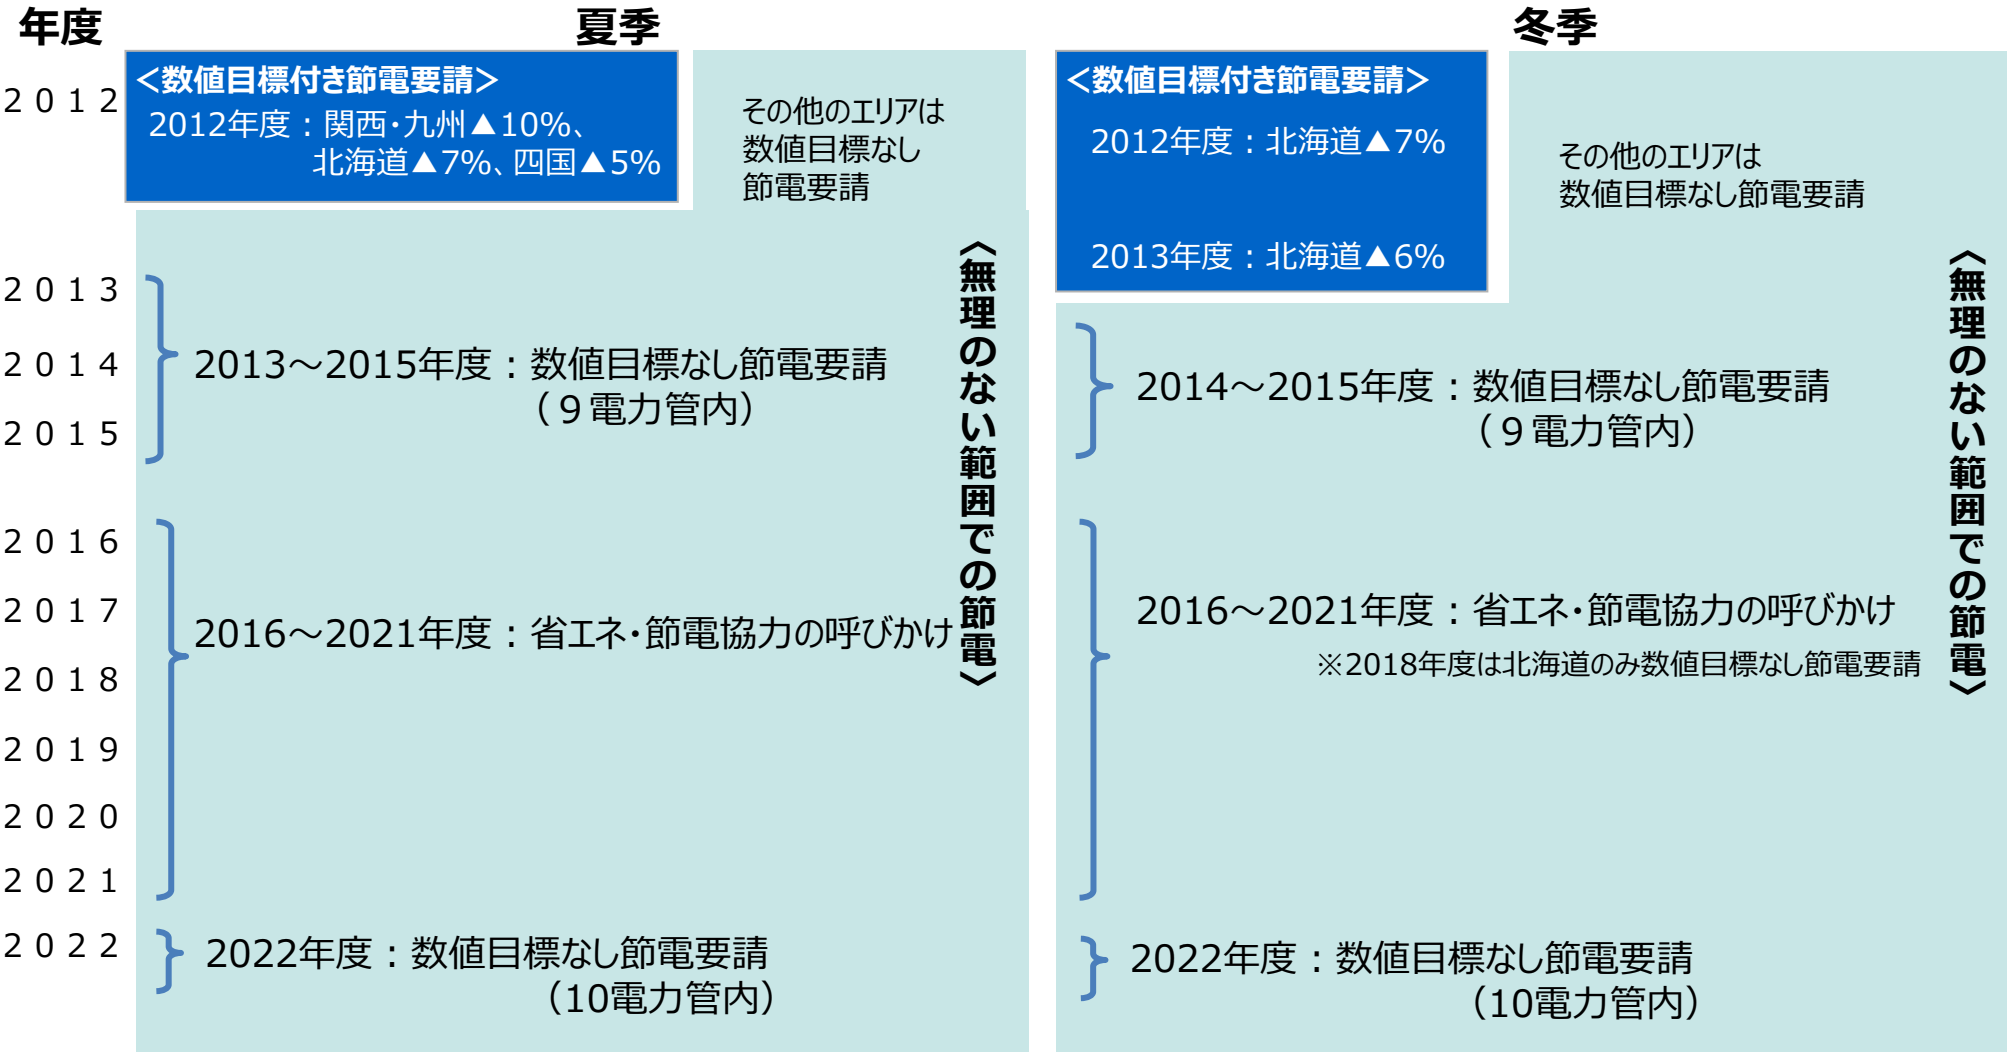 年度
夏季
冬季
２０１２
２０１３
２０１４
２０１５
２０１６
２０１７
２０１８
２０１９
２０２０
２０２１
２０２２
＜数値目標付き節電要請＞
2012年度：関西・九州▲10%、
北海道▲7%、四国▲5%
その他のエリアは
数値目標なし
節電要請
2013～2015年度：数値目標なし節電要請
（９電力管内）
2016～2021年度：省エネ・節電協力の呼びかけ
2022年度：数値目標なし節電要請
（10電力管内）
〈無理のない範囲での節電〉
＜数値目標付き節電要請＞
2012年度：北海道▲7%
2013年度：北海道▲6%
その他のエリアは
数値目標なし節電要請
2014～2015年度：数値目標なし節電要請
（９電力管内）
2016～2021年度：省エネ・節電協力の呼びかけ
※2018年度は北海道のみ数値目標なし節電要請
2022年度：数値目標なし節電要請
（10電力管内）
〈無理のない範囲での節電〉